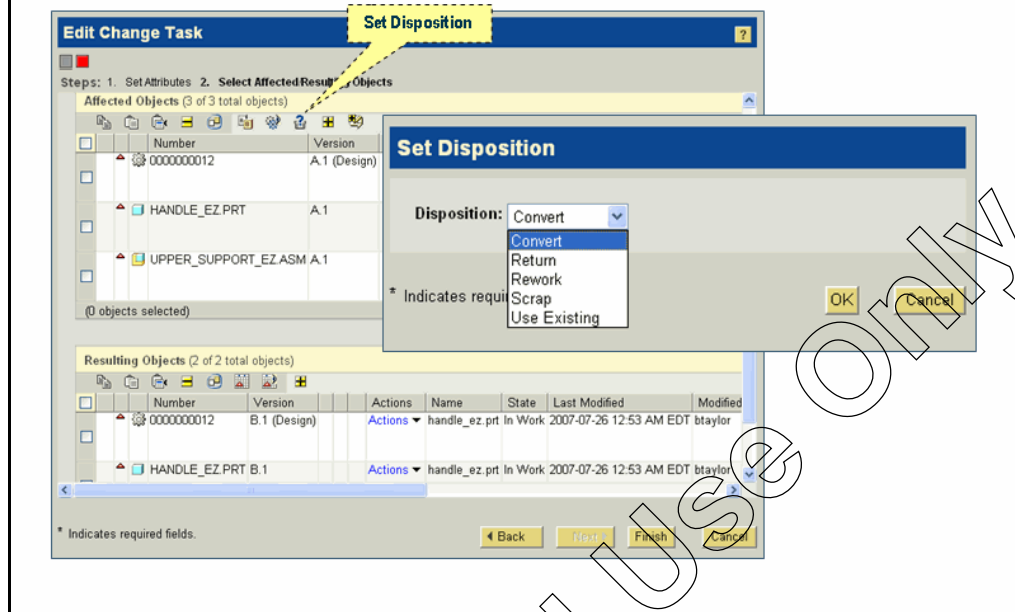 Set Disposition
Edit Change Task
?
Steps: 1. Set Attributes 2. Select Affected/Resulting Objects
Affected Objects (3 of 3 total objects)
Number Version
0000000012 A.1 (Design)
HANDLE_EZ.PRT A.1
UPPER_SUPPORT_EZ.ASM A.1
(0 objects selected)
Set Disposition
Disposition: Convert
Convert
Return
Rework
Scrap
Use Existing
* Indicates requi
OK Cancel
Resulting Objects (2 of 2 total objects)
Number Version Actions Name State Last Modified Modified
0000000012 B.1 (Design) Actions handle_ez.prt In Work 2007-07-26 12:53 AM EDT btaylor
HANDLE_EZ.PRT B.1 Actions handle_ez.prt In Work 2007-07-26 12:53 AM EDT btaylor
* Indicates required fields.
Back Next Finish Cancel
Use Only